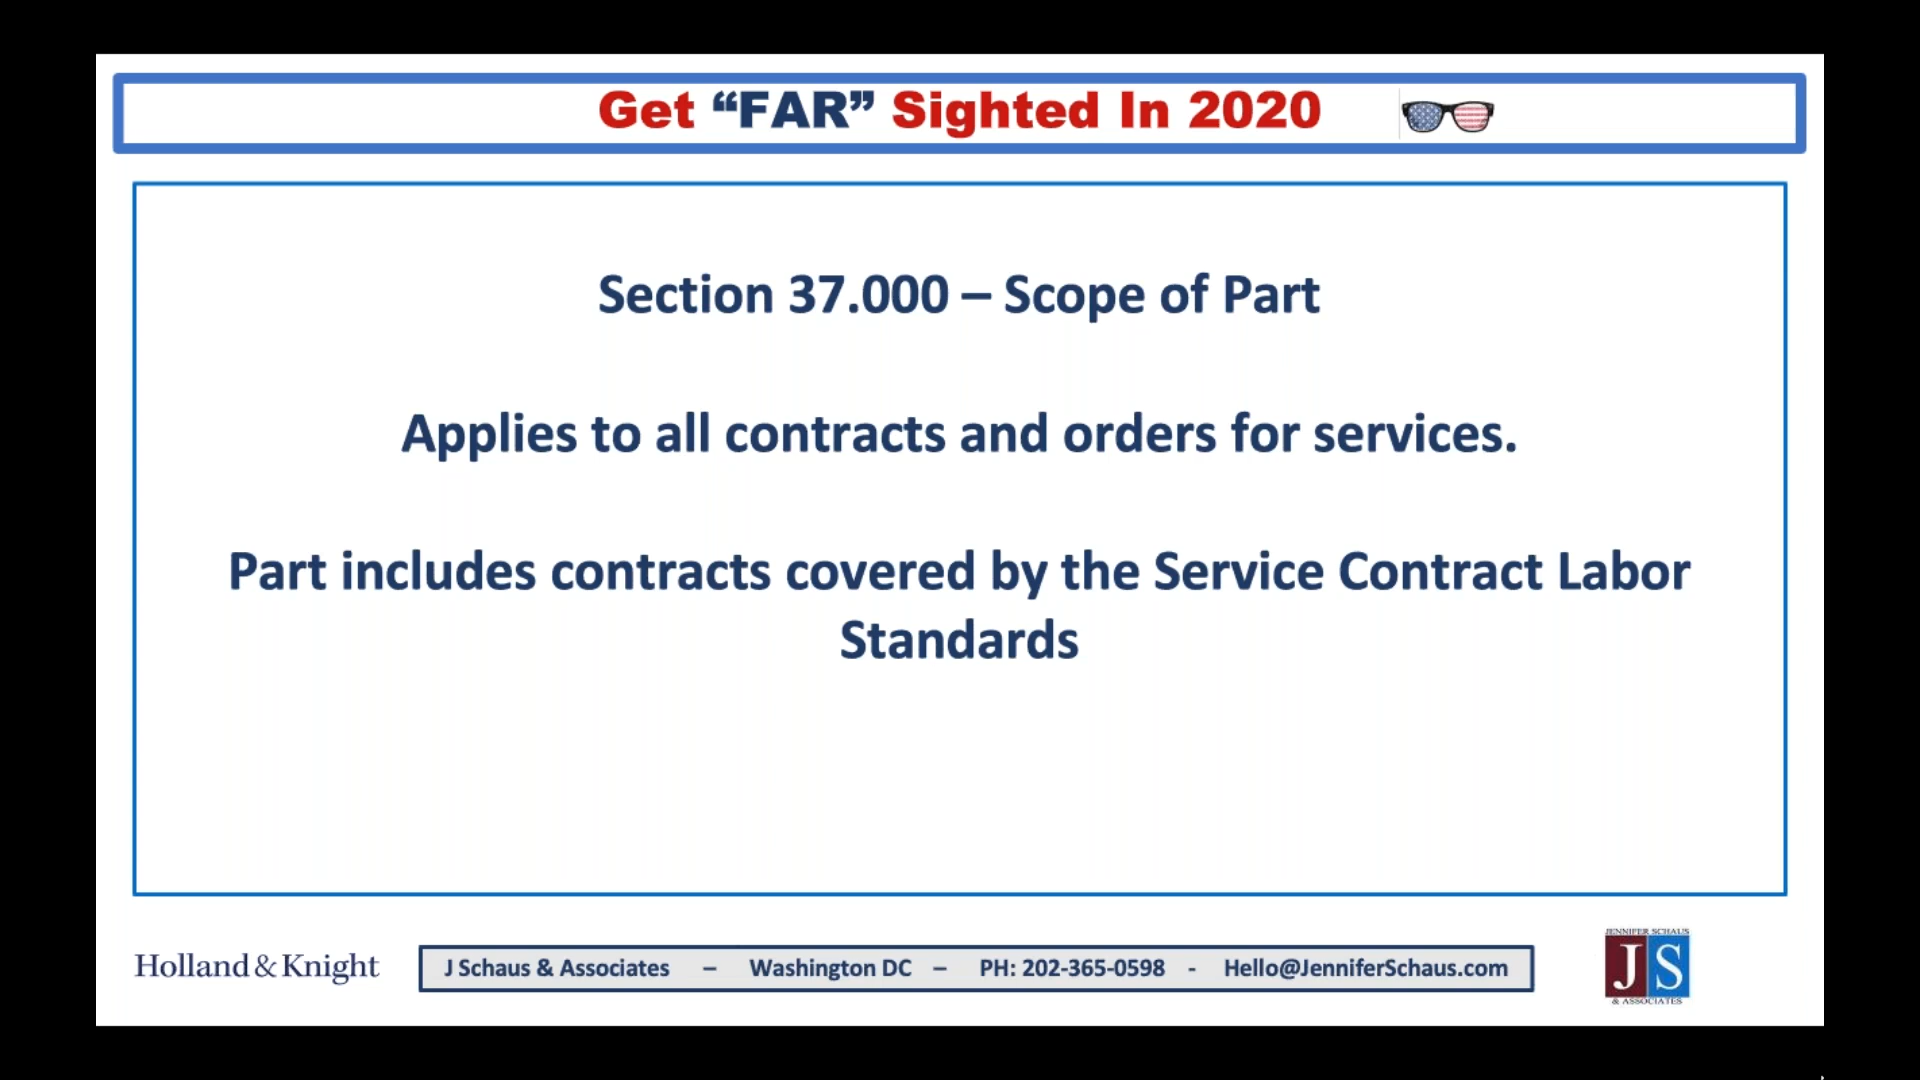 Get “FAR” Sighted In 2020
Section 37.000 – Scope of Part
Applies to all contracts and orders for services.
Part includes contracts covered by the Service Contract Labor
Standards
Holland & Knight
J Schaus & Associates – Washington DC – PH: 202-365-0598 - Hello@JenniferSchaus.com
JENNIFER SCHAUS
JS
& ASSOCIATES